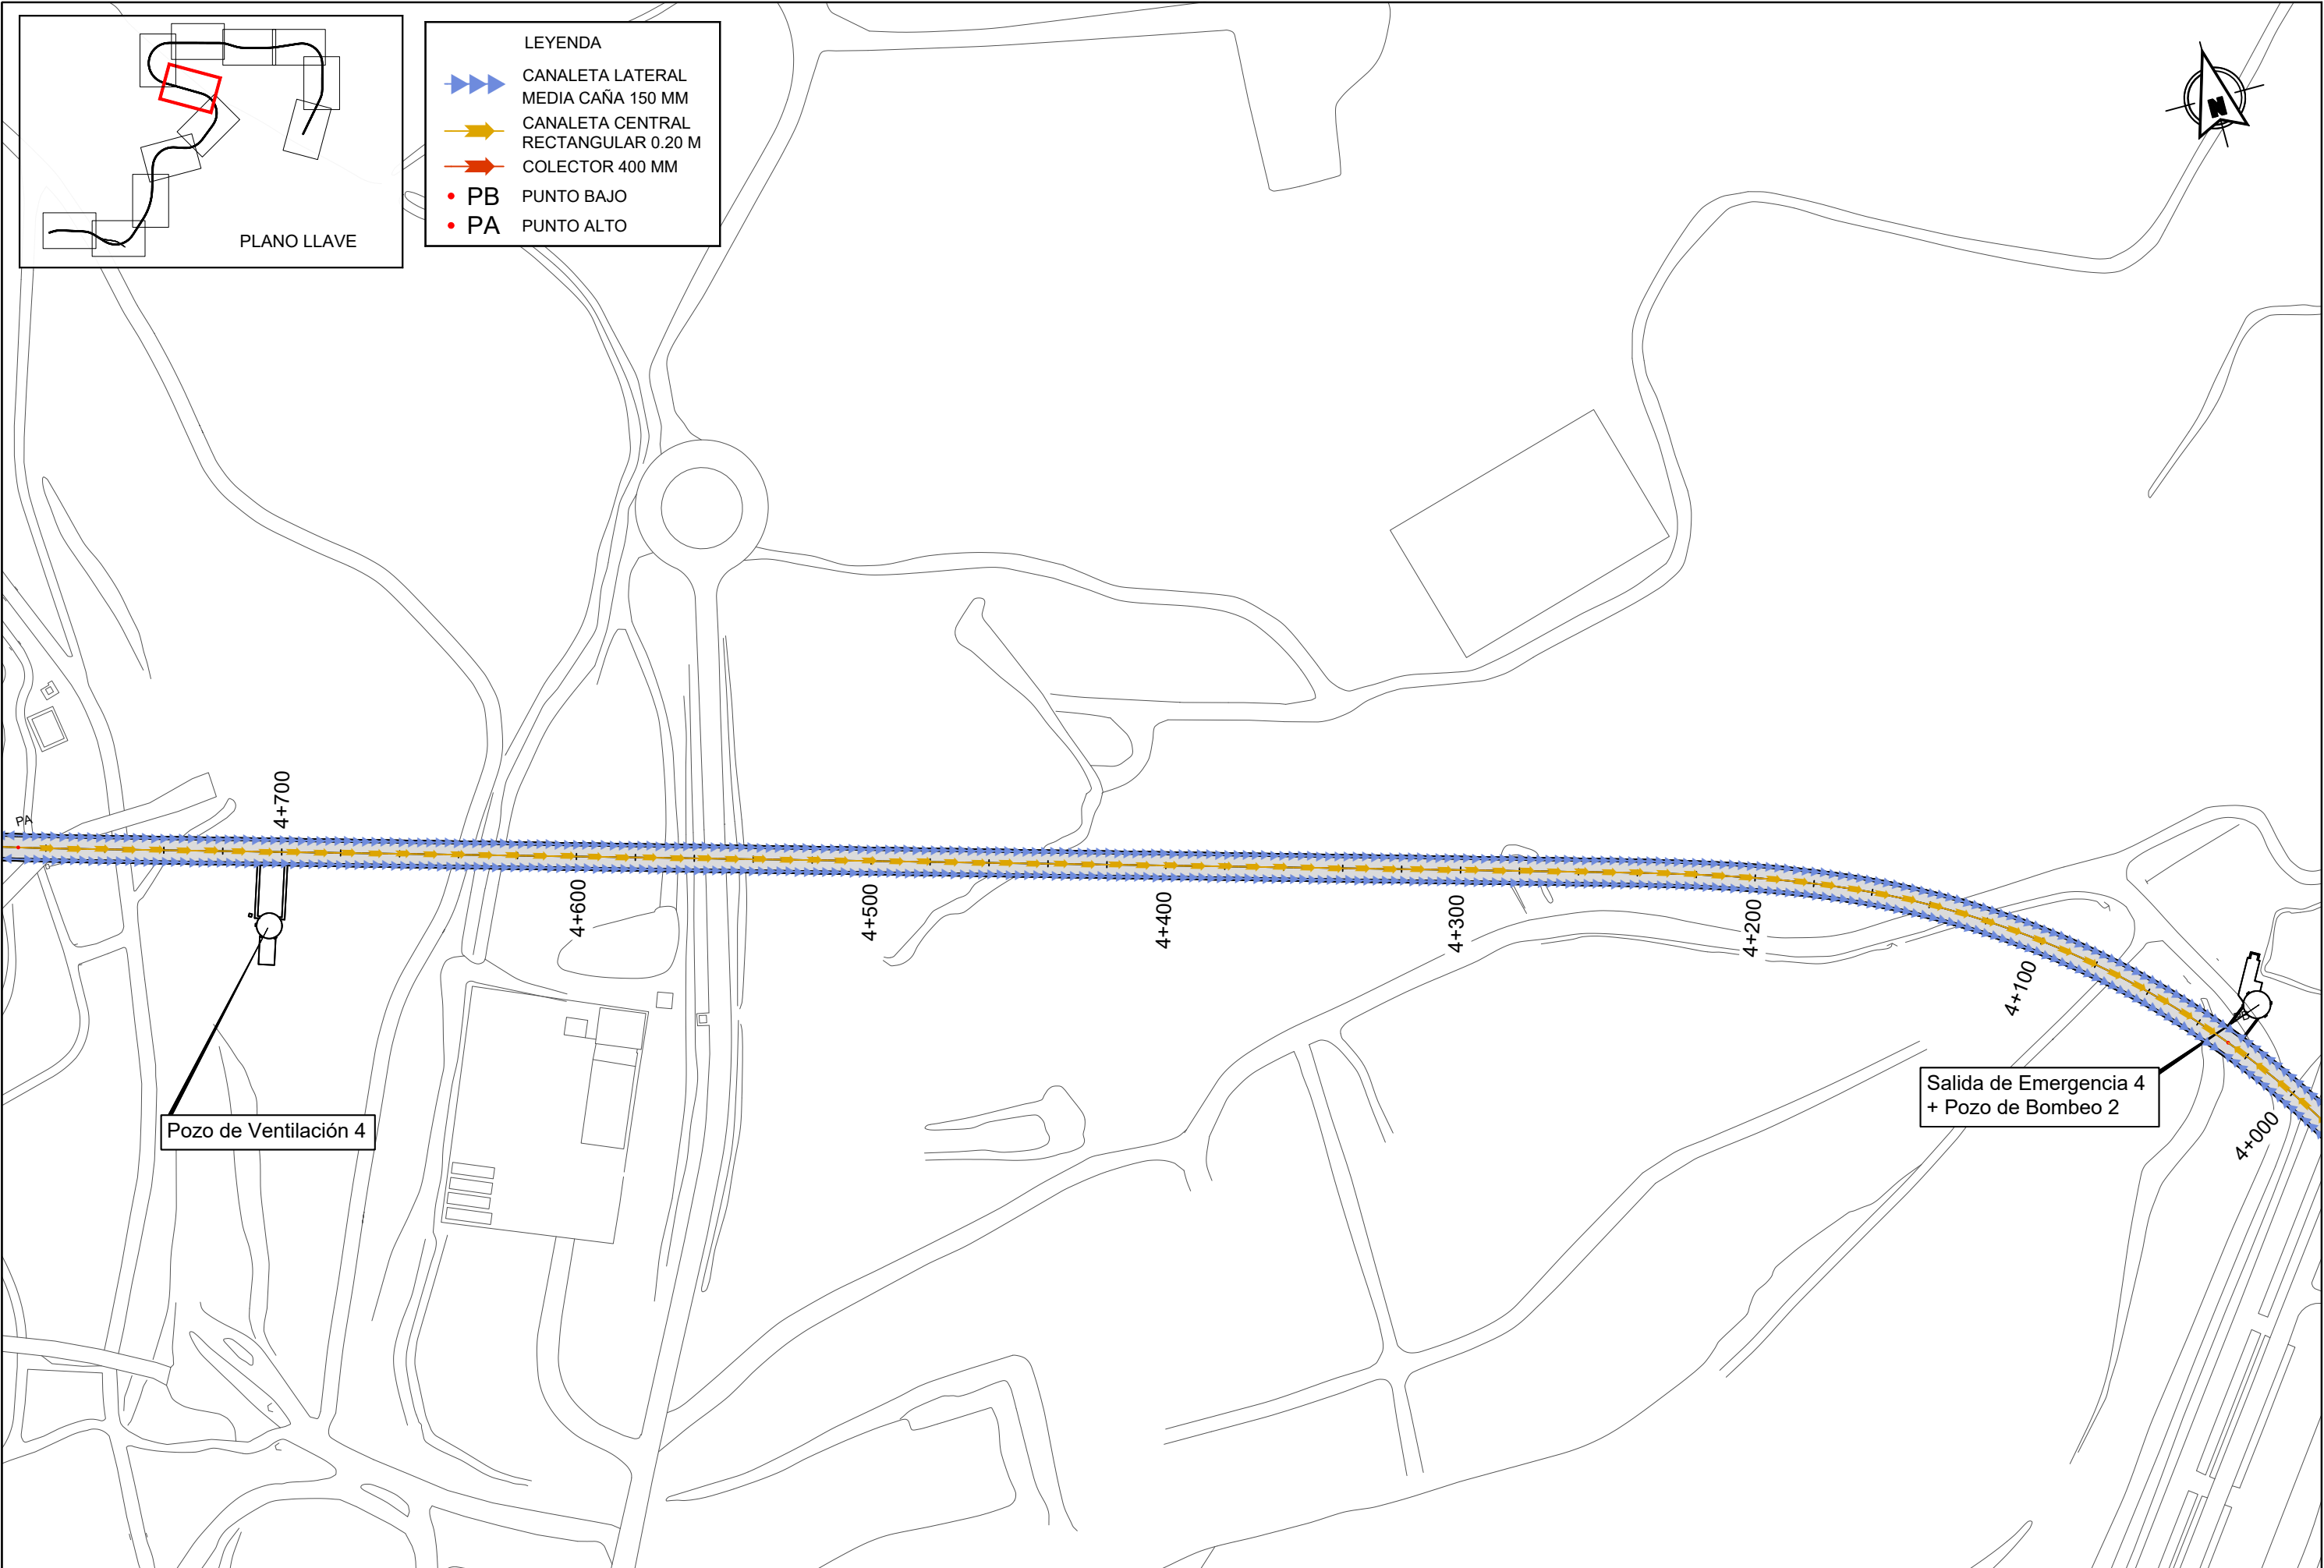 PLANO LLAVE
LEYENDA
CANALETA LATERAL
MEDIA CAÑA 150 MM
CANALETA CENTRAL
RECTANGULAR 0.20 M
COLECTOR 400 MM
PB PUNTO BAJO
PA PUNTO ALTO
N
PA
4+700
4+600
4+500
4+400
4+300
4+200
4+100
4+000
PB
Pozo de Ventilación 4
Salida de Emergencia 4
+ Pozo de Bombeo 2